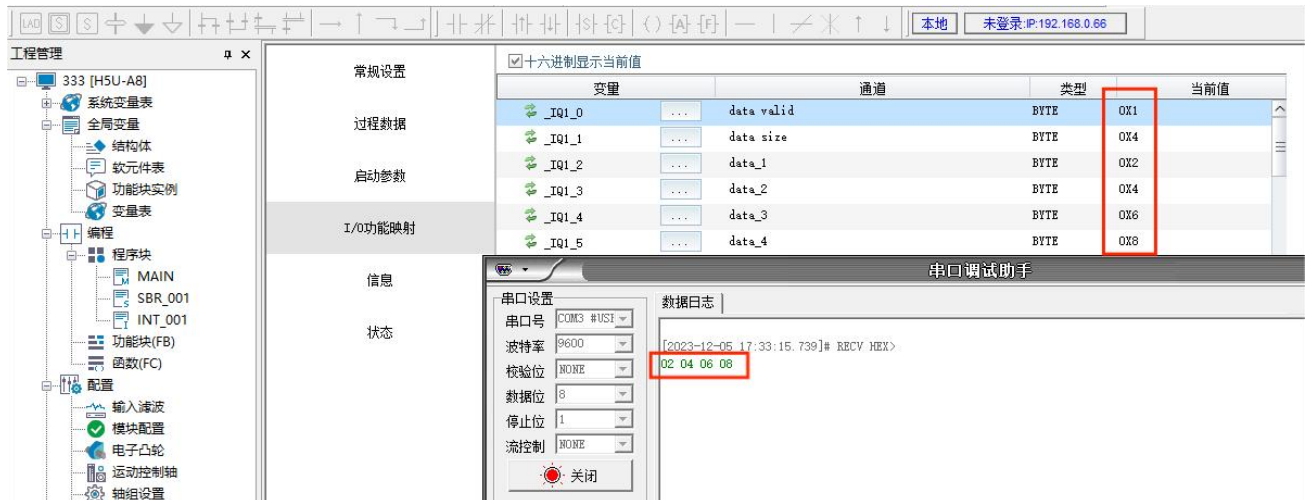 LAD S S S C A F 本地 未登录:IP:192.168.0.66
工程管理
333 [H5U-A8]
系统变量表
全局变量
结构体
软元件表
功能块实例
变量表
编程
程序块
MAIN
SBR_001
INT_001
功能块(FB)
函数(FC)
配置
输入滤波
模块配置
电子凸轮
运动控制轴
轴组设置
常规设置
过程数据
启动参数
I/O功能映射
信息
状态
十六进制显示当前值
变量 通道 类型 当前值
_IQ1_0 ... data valid BYTE 0X1
_IQ1_1 ... data size BYTE 0X4
_IQ1_2 ... data_1 BYTE 0X2
_IQ1_3 ... data_2 BYTE 0X4
_IQ1_4 ... data_3 BYTE 0X6
_IQ1_5 ... data_4 BYTE 0X8
串口调试助手
串口设置
串口号 COM3 #USE
波特率 9600
校验位 NONE
数据位 8
停止位 1
流控制 NONE
关闭
数据日志
[2023-12-05 17:33:15.739]# RECV HEX>
02 04 06 08